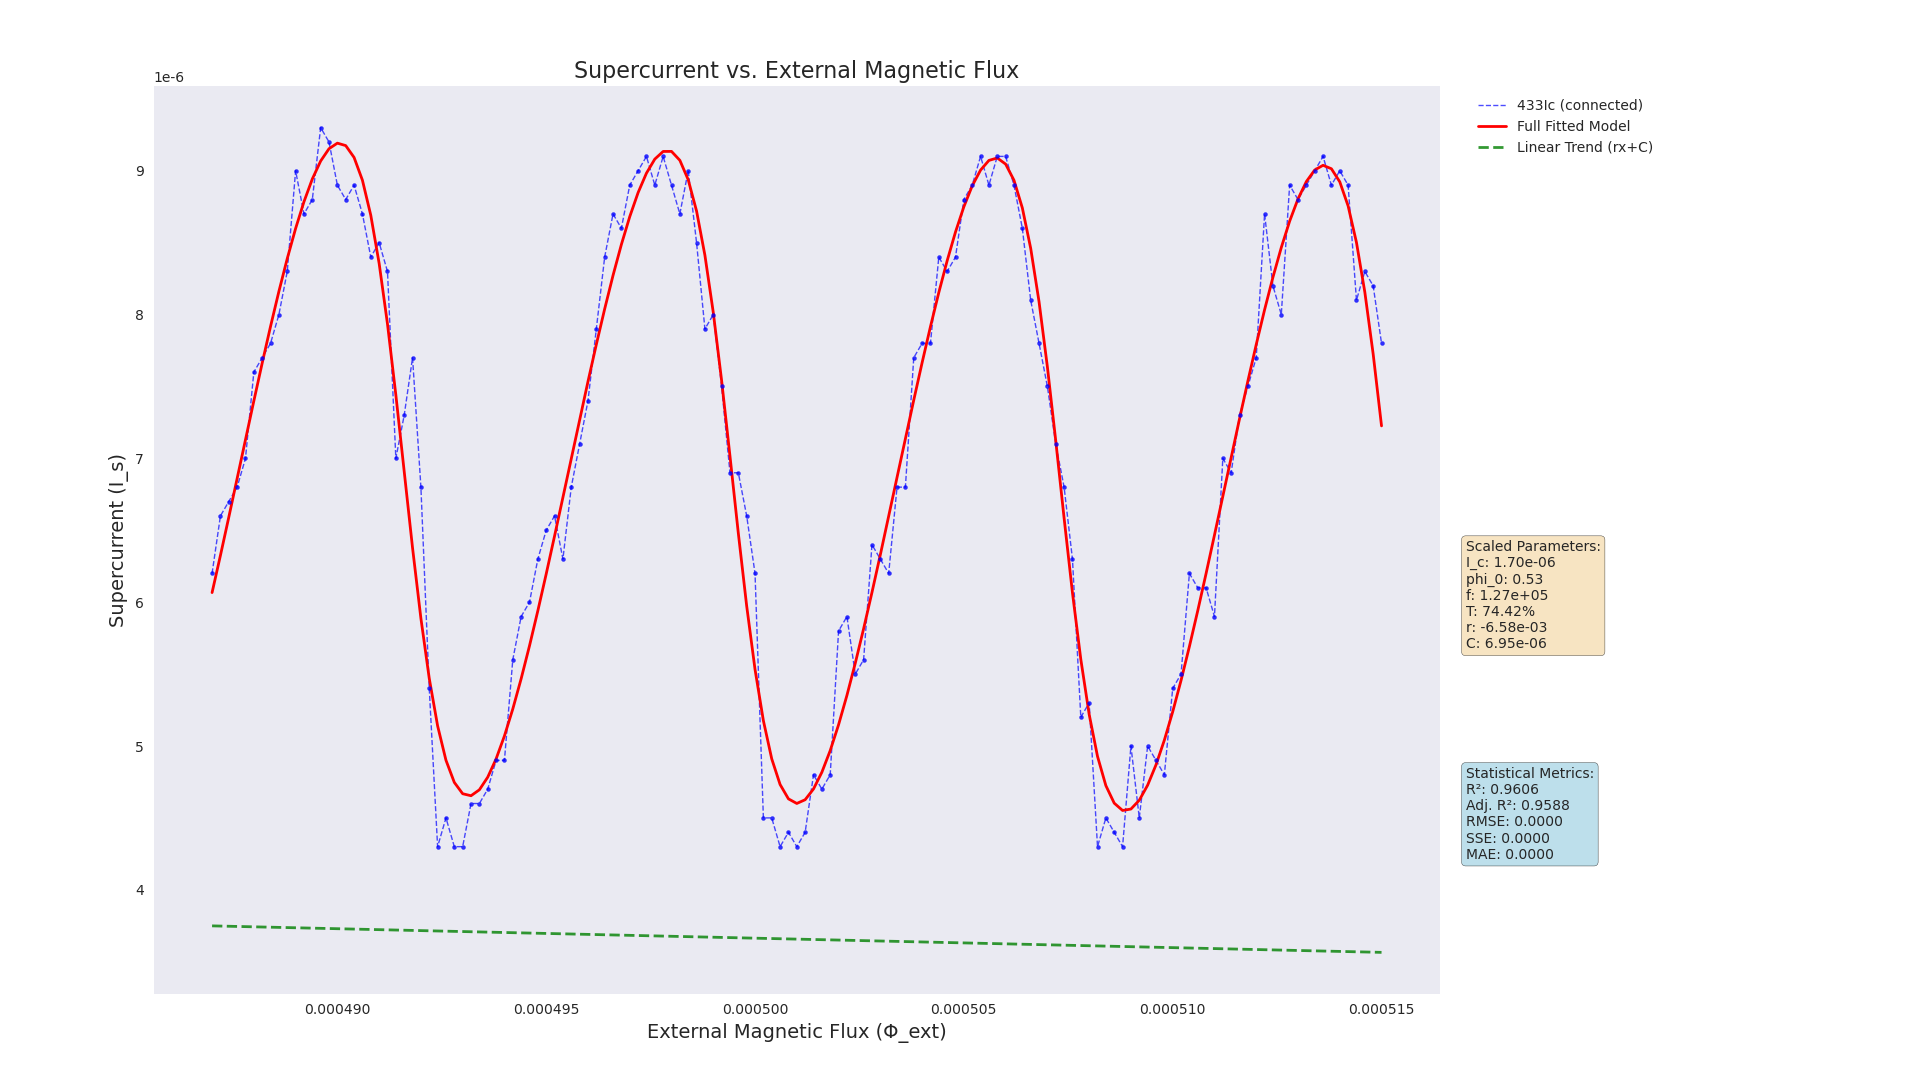 Supercurrent vs. External Magnetic Flux
1e-6
9
8
7
6
5
4
Supercurrent (I_s)
0.000490 0.000495 0.000500 0.000505 0.000510 0.000515
External Magnetic Flux (Φ_ext)
433Ic (connected)
Full Fitted Model
Linear Trend (rx+C)
Scaled Parameters:
I_c: 1.70e-06
phi_0: 0.53
f: 1.27e+05
T: 74.42%
r: -6.58e-03
C: 6.95e-06
Statistical Metrics:
R²: 0.9606
Adj. R²: 0.9588
RMSE: 0.0000
SSE: 0.0000
MAE: 0.0000